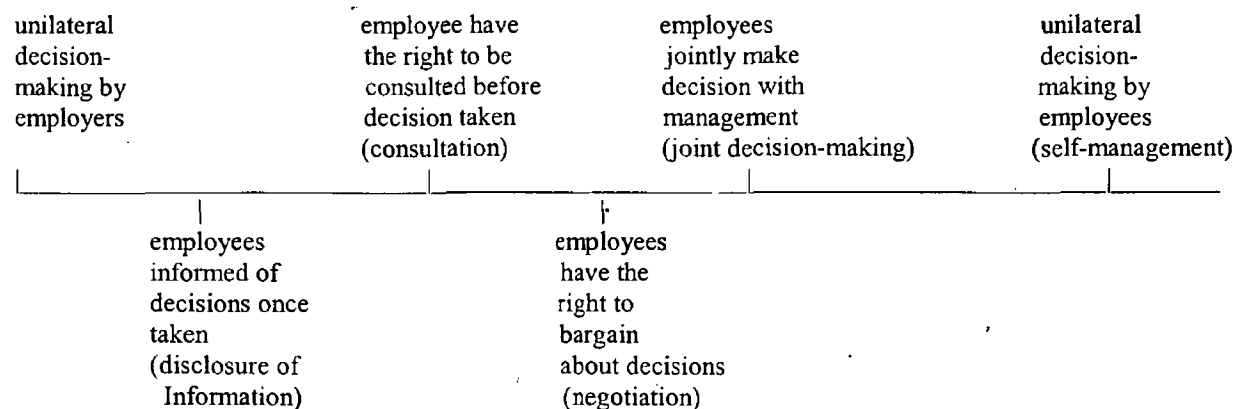 unilateral
decision-
making by
employers
employee have
the right to be
consulted before
decision taken
(consultation)
employees
jointly make
decision with
management
(joint decision-making)
unilateral
decision-
making by
employees
(self-management)
employees
informed of
decisions once
taken
(disclosure of
Information)
employees
have the
right to
bargain
about decisions
(negotiation)